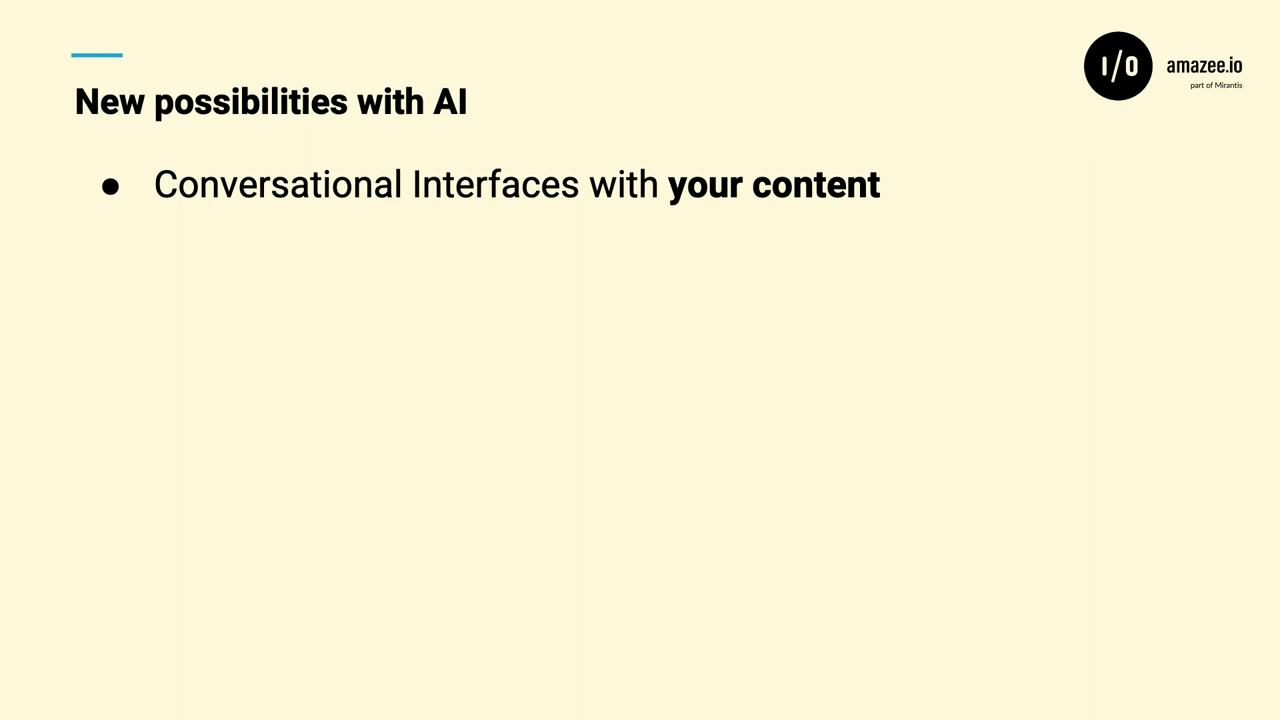 I/O
amazee.io
part of Mirantis
New possibilities with AI
● Conversational Interfaces with your content